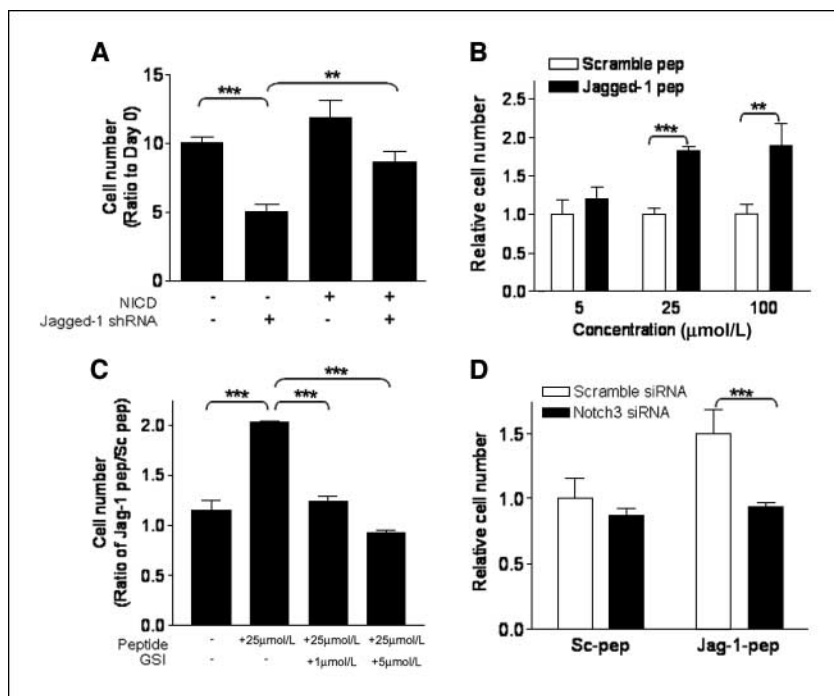 A
Cell number
(Ratio to Day 0)
15
10
5
0
***
**
NICD - - + +
Jagged-1 shRNA - + - +
B
Scramble pep
Jagged-1 pep
Relative cell number
2.5
2.0
1.5
1.0
0.5
0.0
***
**
5 25 100
Concentration (μmol/L)
C
Cell number
(Ratio of Jag-1 pep/Sc pep)
2.0
1.5
1.0
0.5
0.0
***
***
***
Peptide - +25μmol/L +25μmol/L +25μmol/L
GSI - - +1μmol/L +5μmol/L
D
Scramble siRNA
Notch3 siRNA
Relative cell number
1.5
1.0
0.5
0.0
***
Sc-pep Jag-1-pep